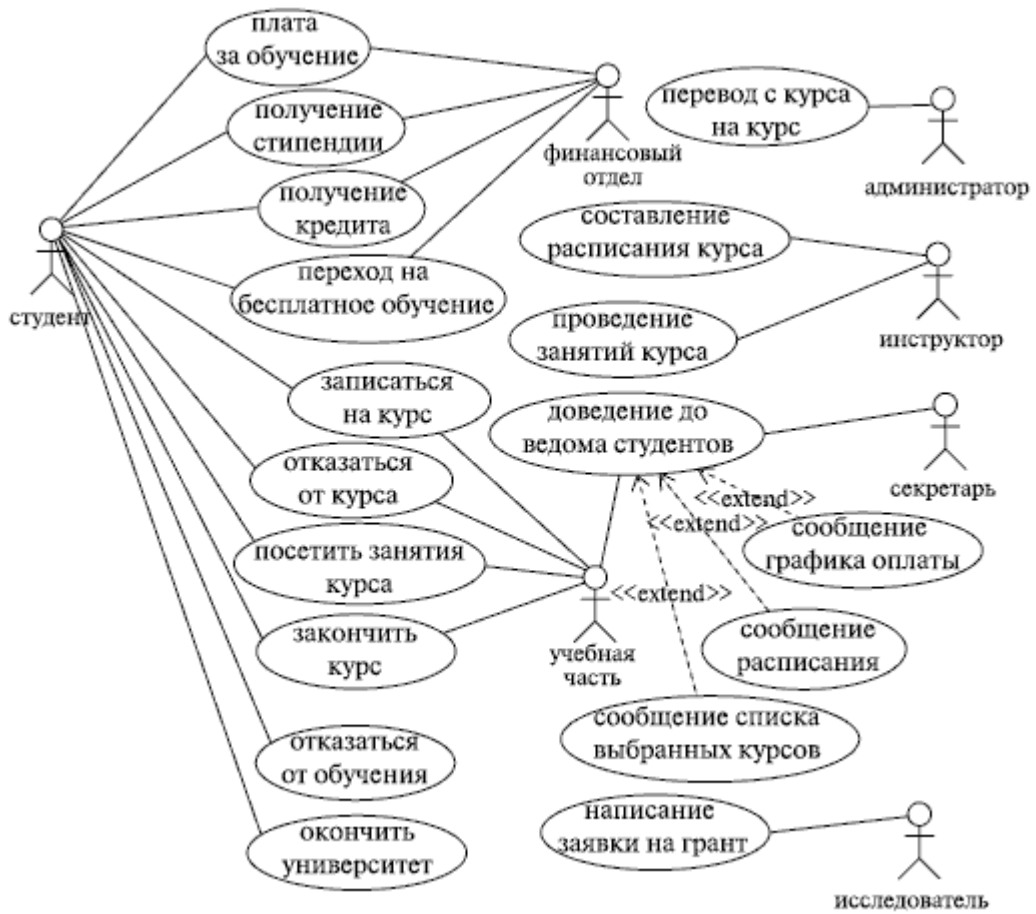 плата
за обучение
получение
стипендии
получение
кредита
переход на
бесплатное обучение
студент
финансовый
отдел
перевод с курса
на курс
администратор
составление
расписания курса
проведение
занятий курса
инструктор
записаться
на курс
доведение до
ведома студентов
секретарь
отказаться
от курса
<<extend>>
<<extend>>
<<extend>>
посетить занятия
курса
сообщение
графика оплаты
закончить
курс
учебная
часть
сообщение
расписания
сообщение списка
выбранных курсов
отказаться
от обучения
окончить
университет
написание
заявки на грант
исследователь